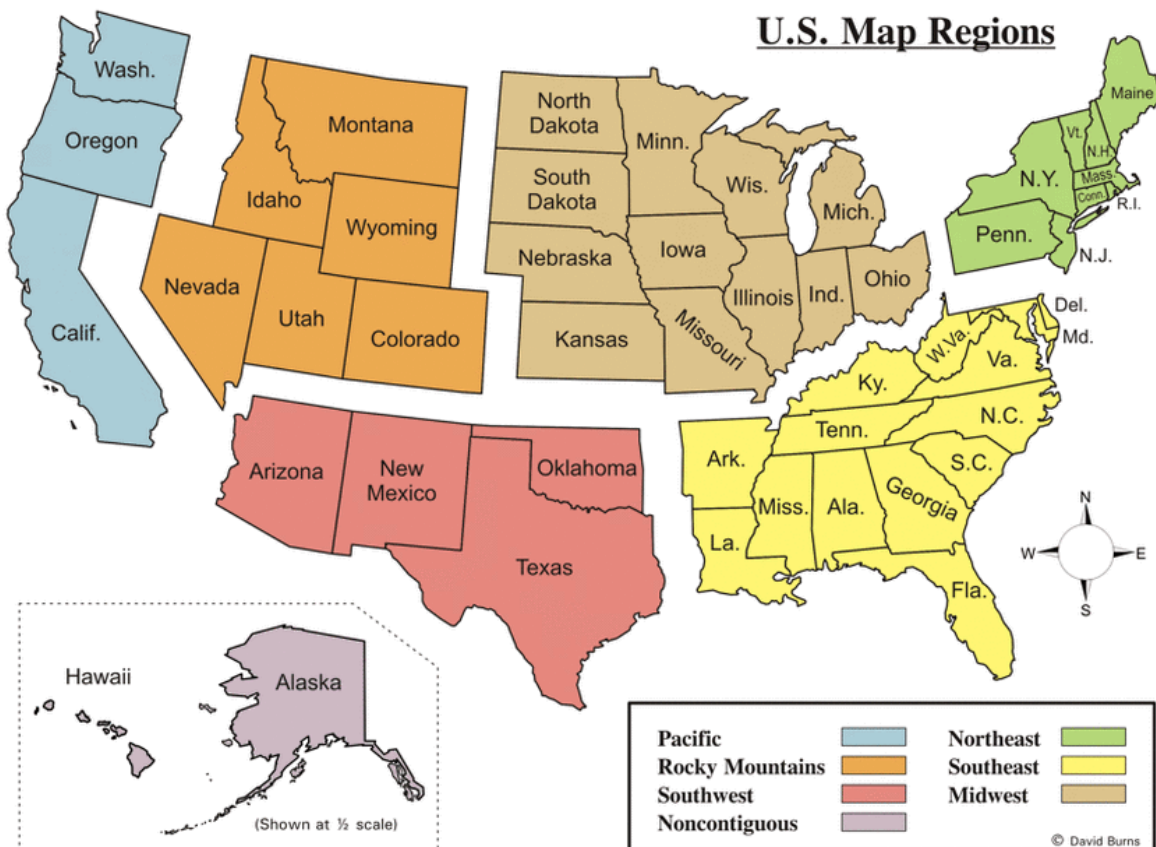 U.S. Map Regions
Wash.
Oregon
Calif.
Montana
Idaho
Wyoming
Nevada
Utah
Colorado
North
Dakota
South
Dakota
Nebraska
Kansas
Minn.
Iowa
Missouri
Wis.
Illinois
Mich.
Ind.
Ohio
Maine
Vt.
N.H.
N.Y.
Mass.
Conn.
R.I.
Penn.
N.J.
Del.
Md.
W.Va.
Va.
Ky.
N.C.
Tenn.
S.C.
Ark.
Miss.
Ala.
Georgia
La.
Fla.
Arizona
New
Mexico
Oklahoma
Texas
N
W
E
S
Hawaii
Alaska
(Shown at ½ scale)
Pacific
Rocky Mountains
Southwest
Noncontiguous
Northeast
Southeast
Midwest
© David Burns